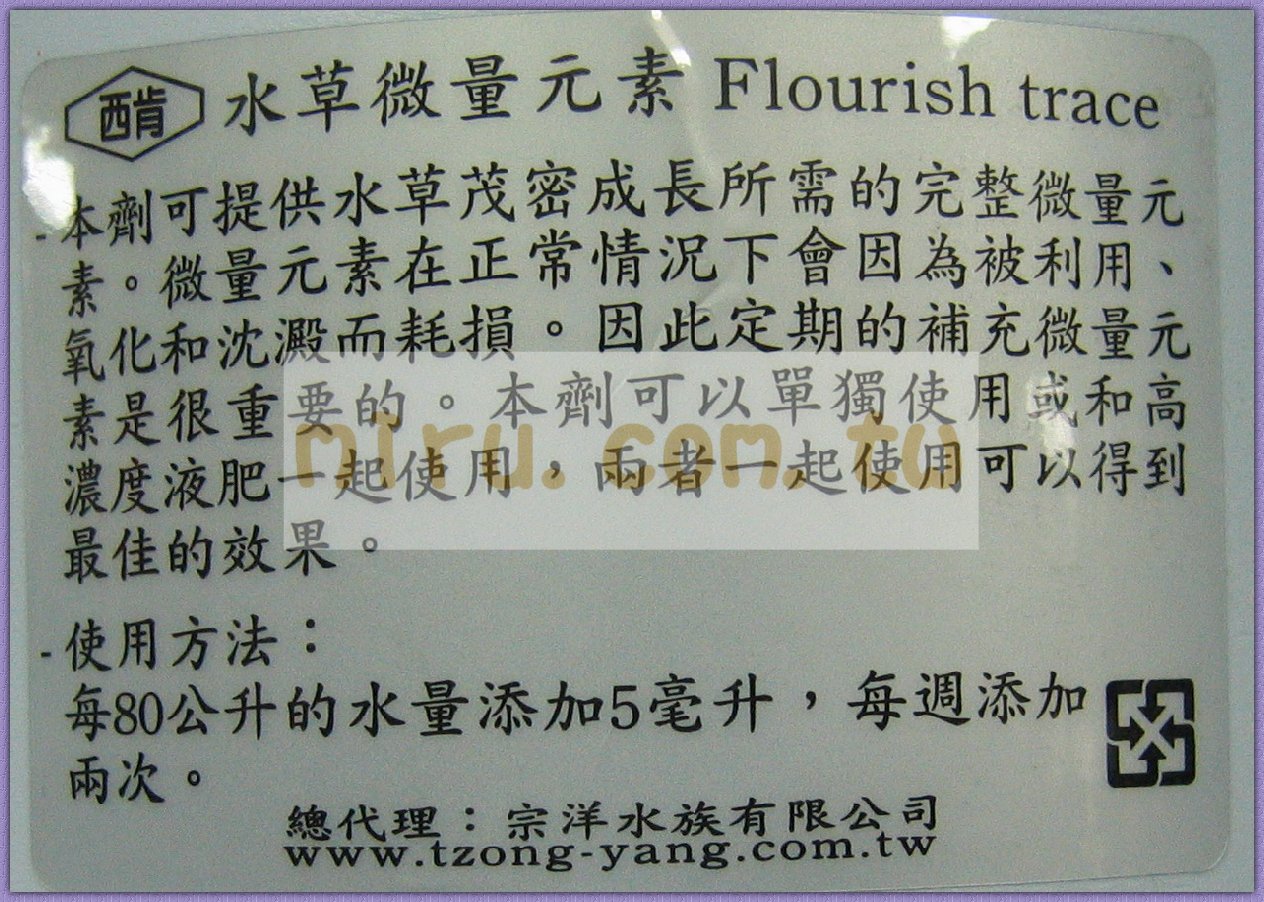 西肯 水草微量元素 Flourish trace
- 本劑可提供水草茂密成長所需的完整微量元
素。微量元素在正常情況下會因為被利用、
氧化和沈澱而耗損。因此定期的補充微量元
素是很重要的。本劑可以單獨使用或和高
濃度液肥一起使用，兩者一起使用可以得到
最佳的效果。
niru.com.tw
- 使用方法：
每80公升的水量添加5毫升，每週添加
兩次。
總代理：宗洋水族有限公司
www.tzong-yang.com.tw